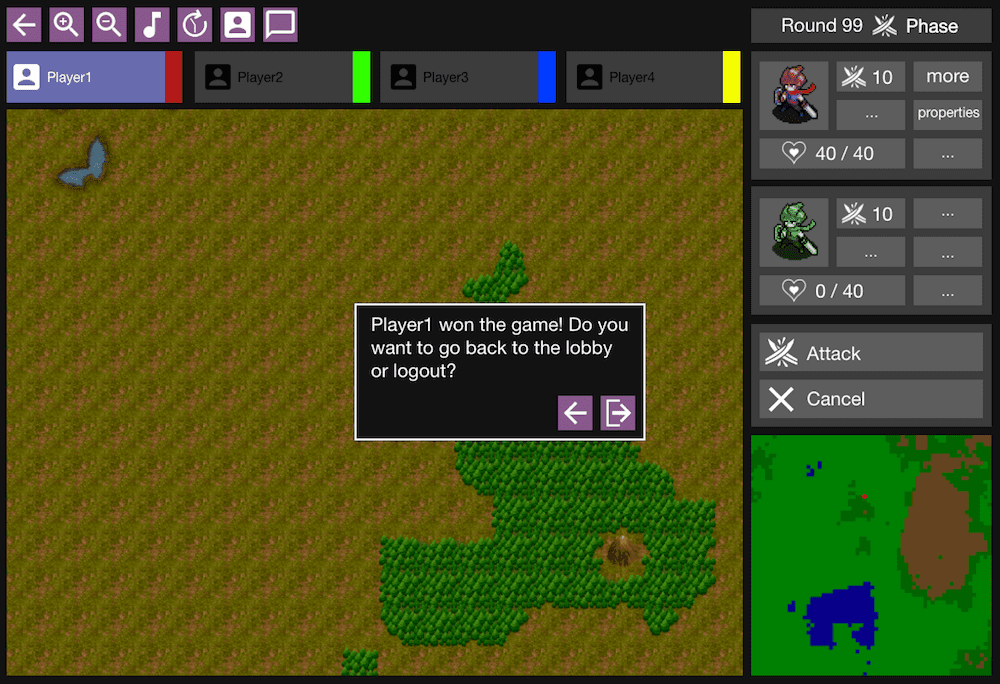 Round 99 Phase
Player1
Player2
Player3
Player4
10
more
...
properties
40 / 40
...
10
...
...
...
0 / 40
...
Player1 won the game! Do you
want to go back to the lobby
or logout?
Attack
Cancel